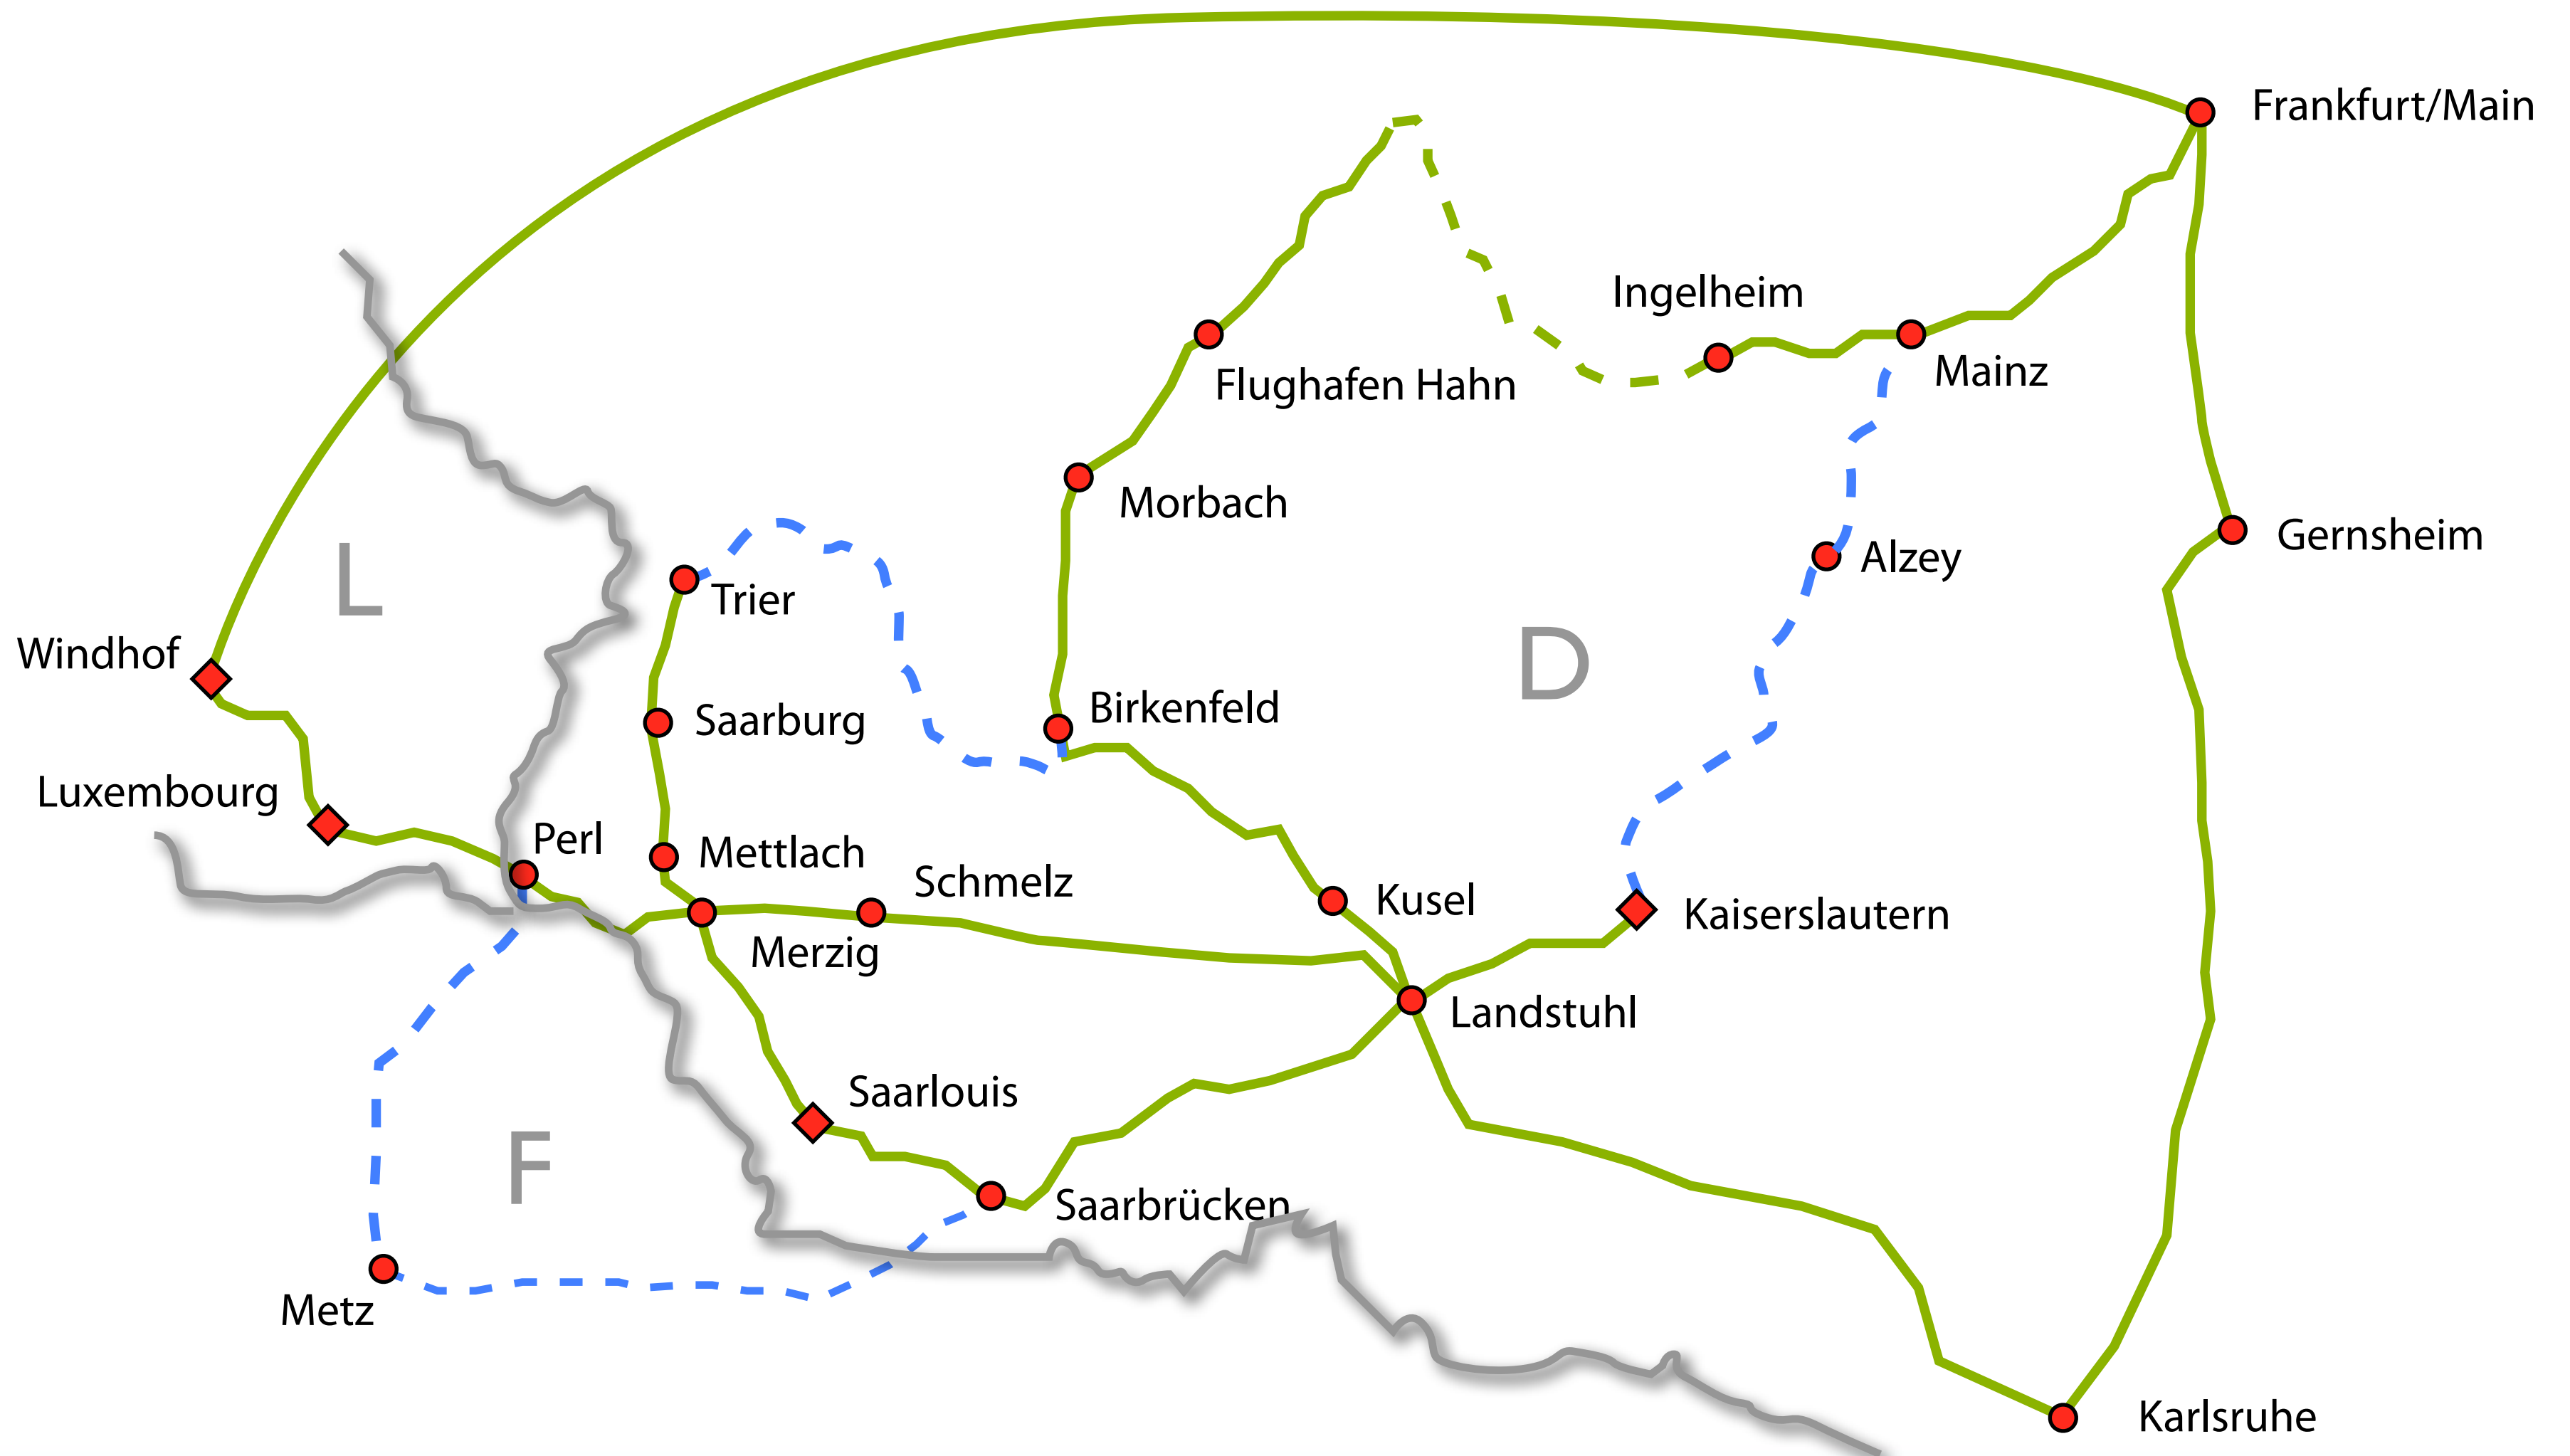 Frankfurt/Main
Ingelheim
Mainz
Flughafen Hahn
Morbach
Gernsheim
Alzey
L
Trier
D
Windhof
Saarburg
Birkenfeld
Luxembourg
Perl
Mettlach
Schmelz
Kusel
Kaiserslautern
Merzig
Landstuhl
Saarlouis
F
Saarbrücken
Metz
Karlsruhe